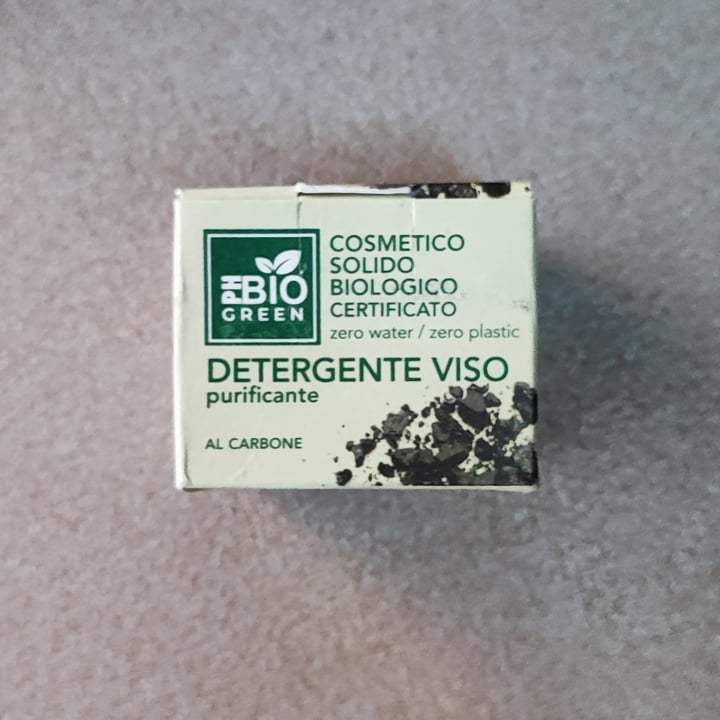 PH BIO
GREEN
COSMETICO
SOLIDO
BIOLOGICO
CERTIFICATO
zero water / zero plastic
DETERGENTE VISO
purificante
AL CARBONE